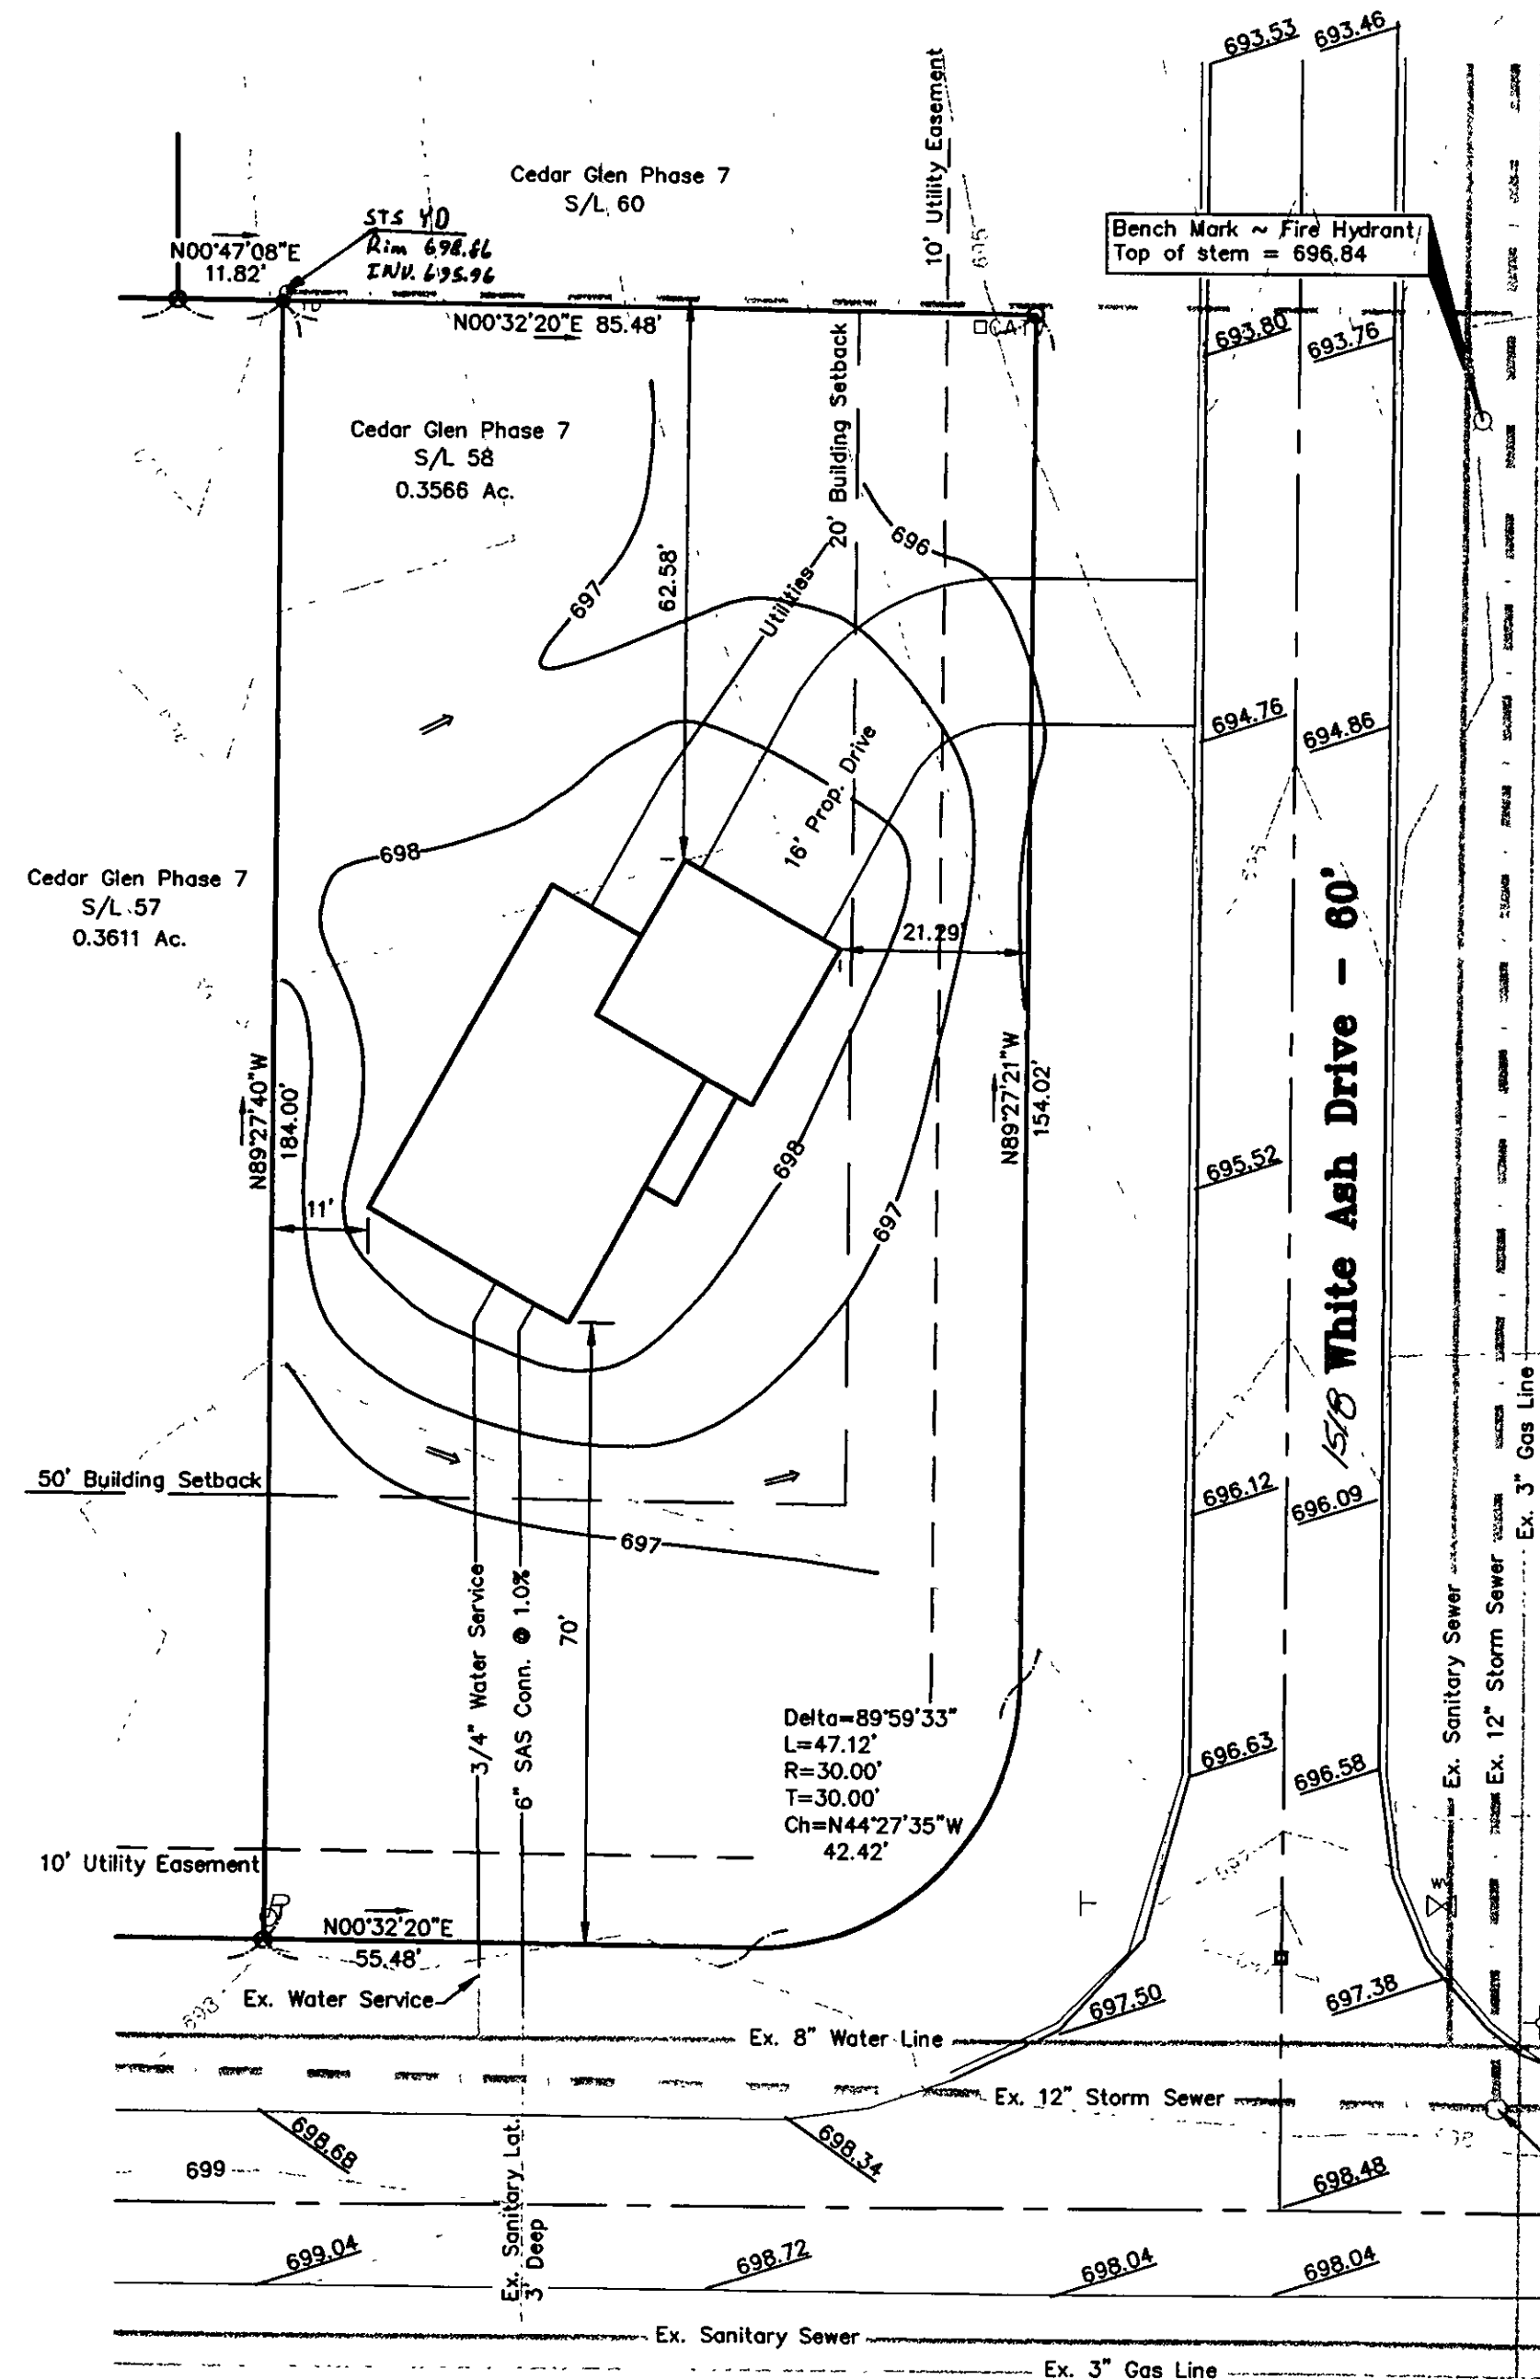 693.53
693.46
10' Utility Easement
Cedar Glen Phase 7
S/L 60
STS YD
Rim 698.86
INV. 695.96
N00°47'08"E
11.82'
Bench Mark ~ Fire Hydrant
Top of stem = 696.84
N00°32'20"E 85.48'
693.80
693.76
20' Building Setback
Cedar Glen Phase 7
S/L 58
0.3566 Ac.
696
62.58'
697
Utilities
694.76
694.86
16' Prop. Drive
698
Cedar Glen Phase 7
S/L 57
0.3611 Ac.
21.29'
1518 White Ash Drive - 60'
N89°27'40"W
184.00'
N89°27'21"W
154.02'
695.52
698
11'
697
Ex. 3" Gas Line
50' Building Setback
696.12
696.09
697
Ex. Sanitary Sewer
Ex. 12" Storm Sewer
3/4" Water Service
6" SAS Conn. @ 1.0%
70'
Delta=89°59'33"
L=47.12'
R=30.00'
T=30.00'
Ch=N44°27'35"W
42.42'
696.63
696.58
10' Utility Easement
T
W
N00°32'20"E
55.48'
Ex. Water Service
693
697.50
697.38
Ex. 8" Water Line
Ex. 12" Storm Sewer
698.68
698.34
699
698.48
Ex. Sanitary Lat.
3' Deep
699.04
698.72
698.04
698.04
Ex. Sanitary Sewer
Ex. 3" Gas Line